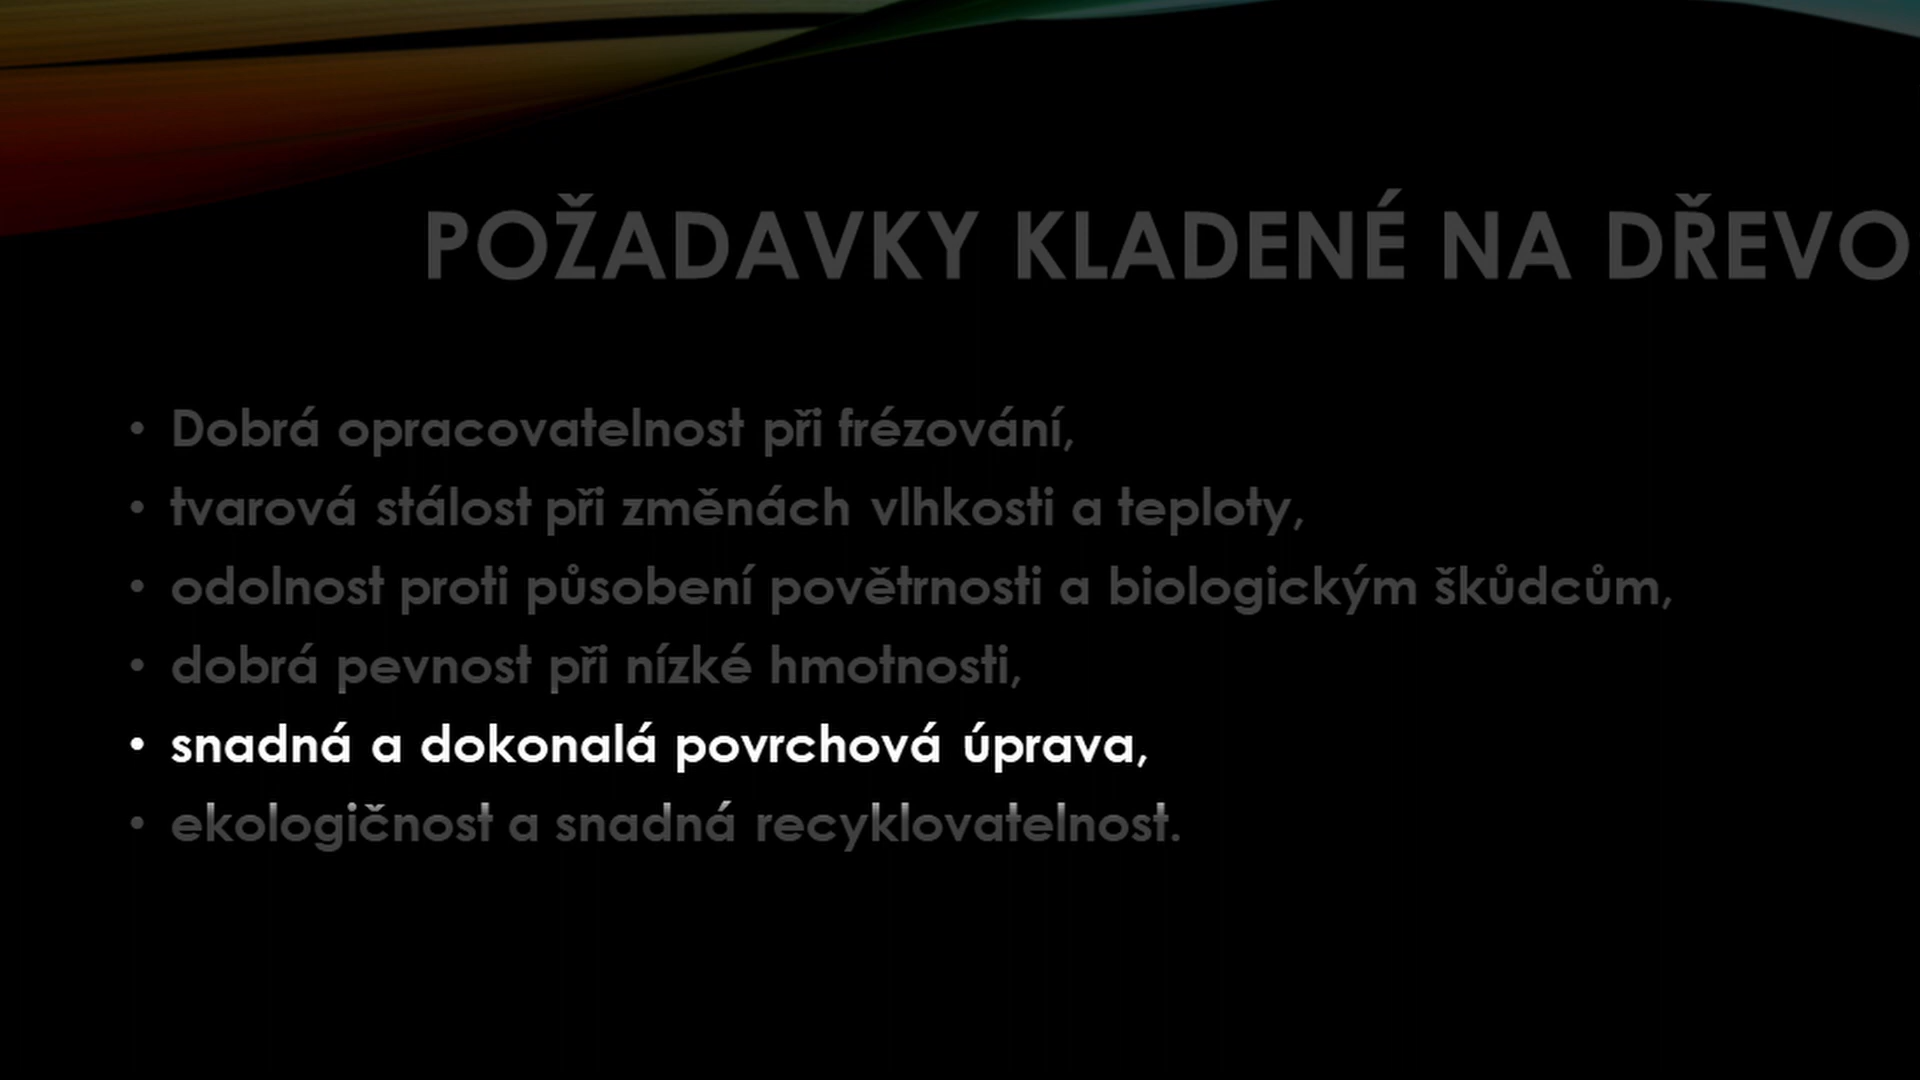 POŽADAVKY KLADENÉ NA DŘEVO
• Dobrá opracovatelnost při frézování,
• tvarová stálost při změnách vlhkosti a teploty,
• odolnost proti působení povětrnosti a biologickým škůdcům,
• dobrá pevnost při nízké hmotnosti,
• snadná a dokonalá povrchová úprava,
• ekologičnost a snadná recyklovatelnost.